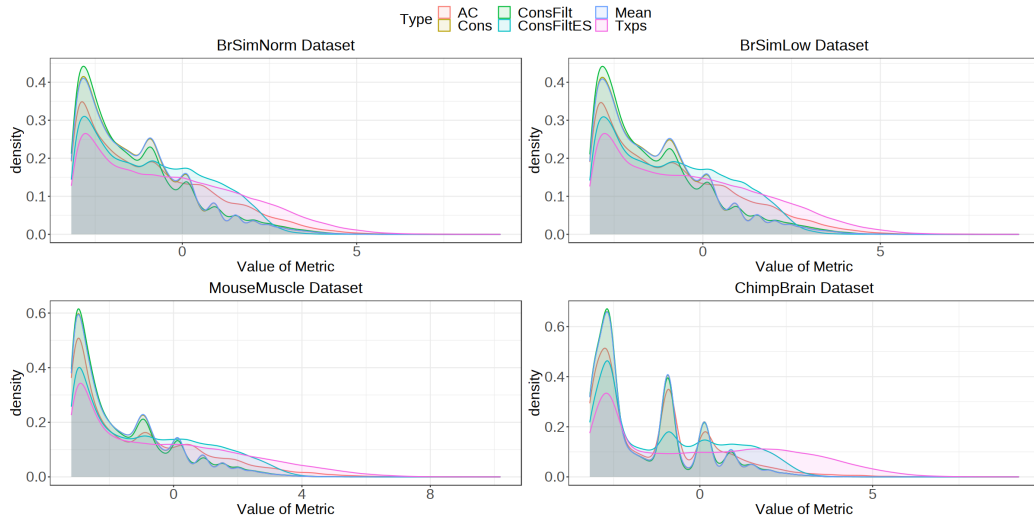 Type AC ConsFilt Mean
Cons ConsFiltES Txps
BrSimNorm Dataset
0.4
0.3
0.2
0.1
0.0
density
0 5
Value of Metric
BrSimLow Dataset
0.4
0.3
0.2
0.1
0.0
density
0 5
Value of Metric
MouseMuscle Dataset
0.6
0.4
0.2
0.0
density
0 4 8
Value of Metric
ChimpBrain Dataset
0.6
0.4
0.2
0.0
density
0 5
Value of Metric